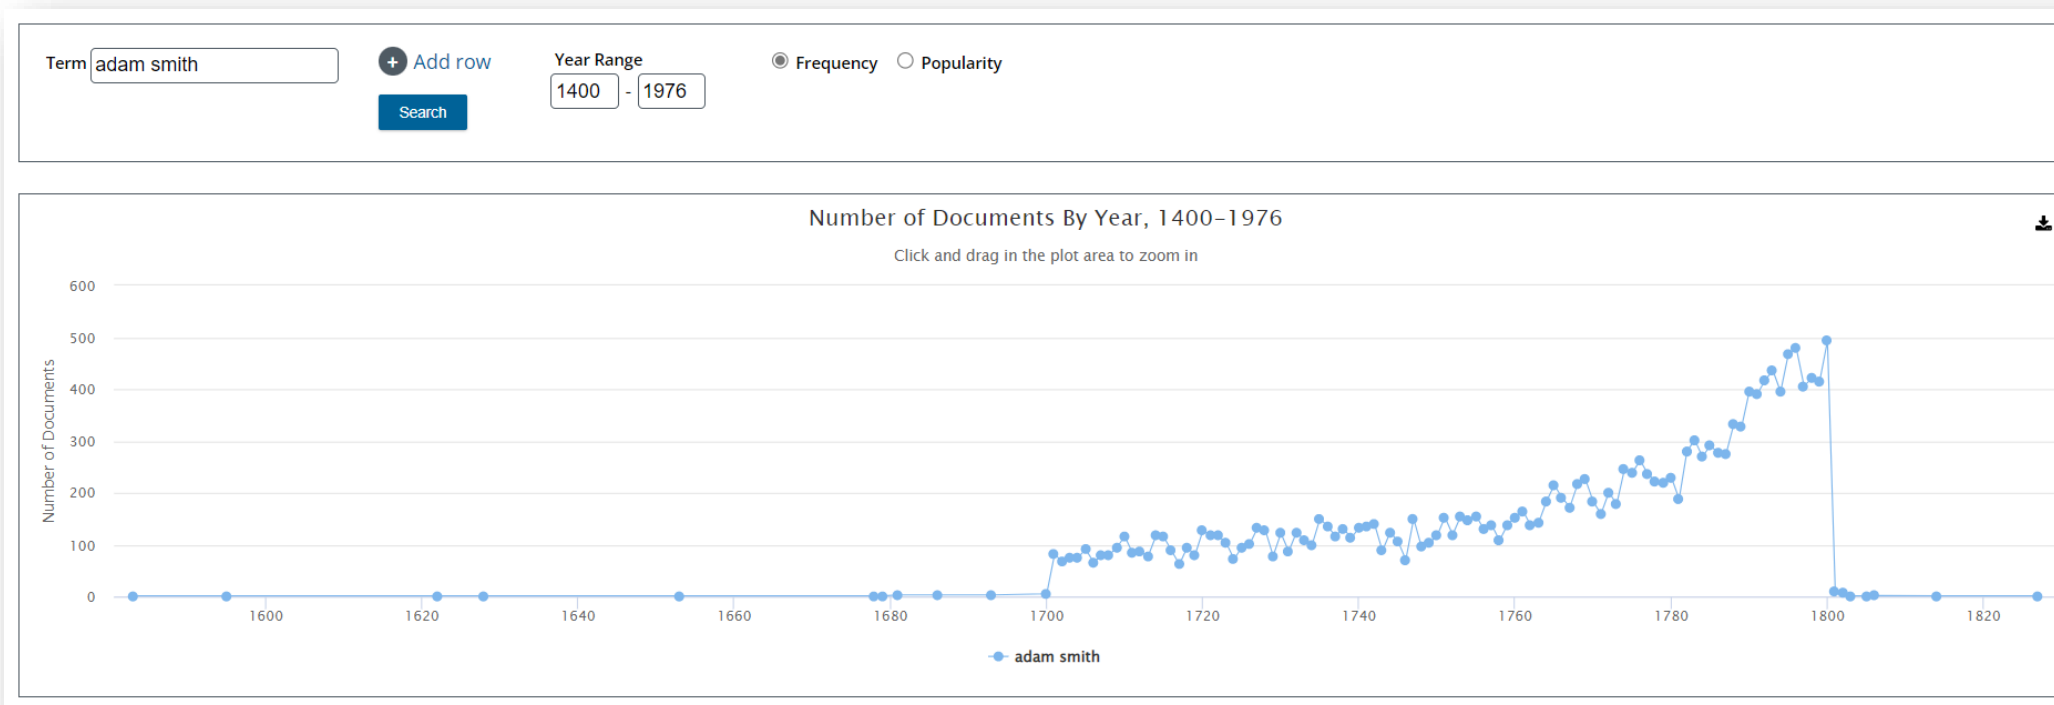 Term adam smith + Add row Year Range Frequency Popularity
1400 - 1976
Search
Number of Documents By Year, 1400–1976
Click and drag in the plot area to zoom in
Number of Documents
600
500
400
300
200
100
0
1600 1620 1640 1660 1680 1700 1720 1740 1760 1780 1800 1820
adam smith